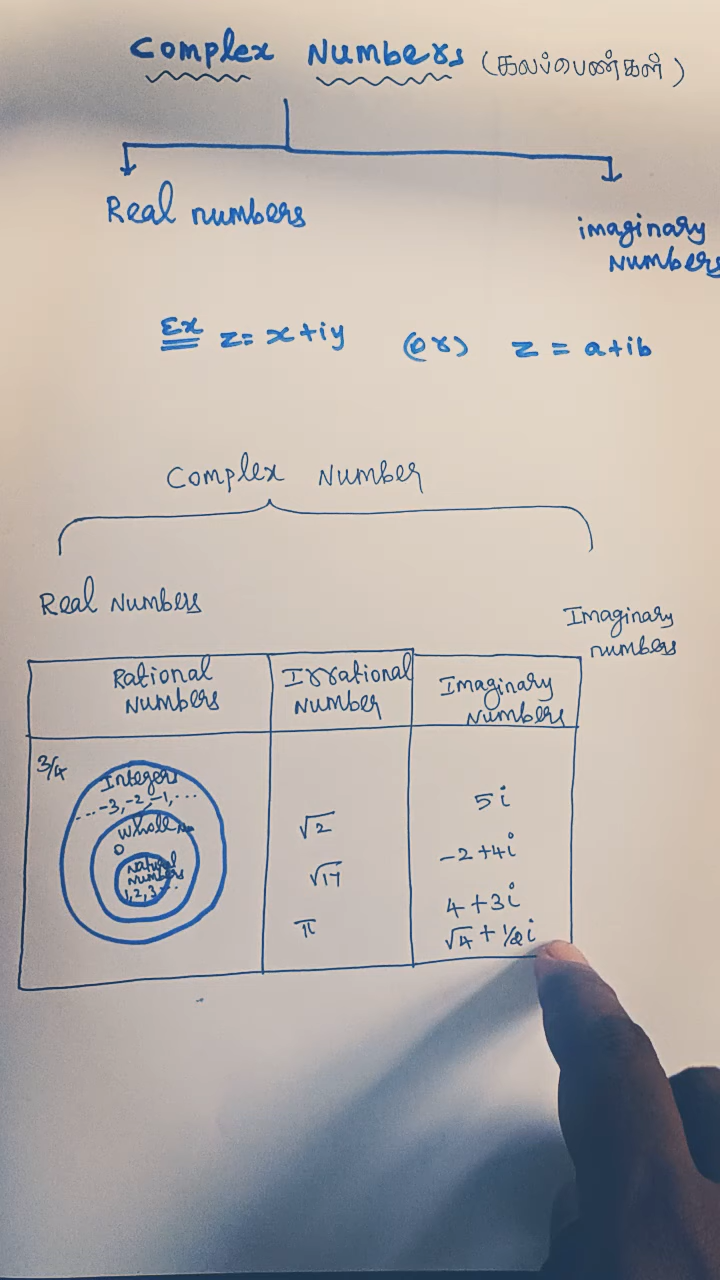 Complex Numbers (கலப்பெண்கள்)
Real numbers
imaginary
Numbers
Ex z = x+iy (or) z = a+ib
Complex Number
Real Numbers
Imaginary
numbers
Rational
Numbers
Irrational
Number
Imaginary
Numbers
3/4
Integers
... -3, -2, -1, ...
Whole No
0
Natural
Numbers
1, 2, 3...
√2
√17
π
5i
-2+4i
4+3i
√4 + 1/2i